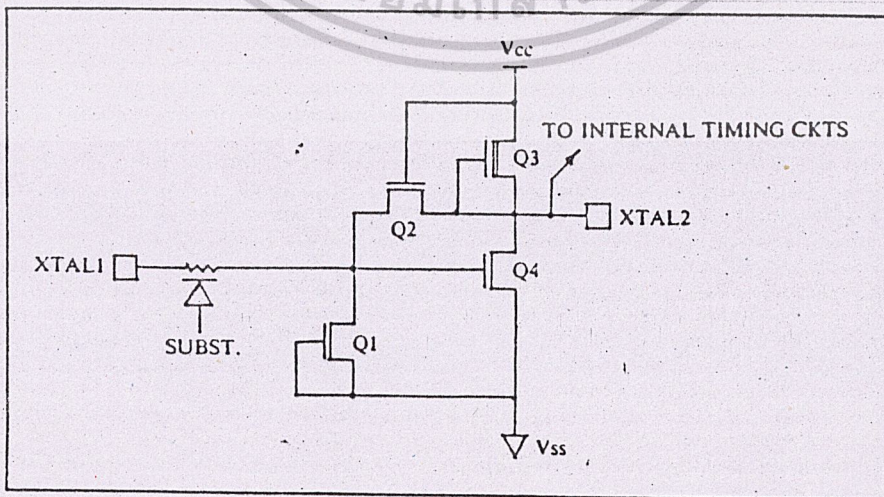 Vcc
TO INTERNAL TIMING CKTS
Q3
Q2
XTAL2
XTAL1
Q4
SUBST.
Q1
Vss